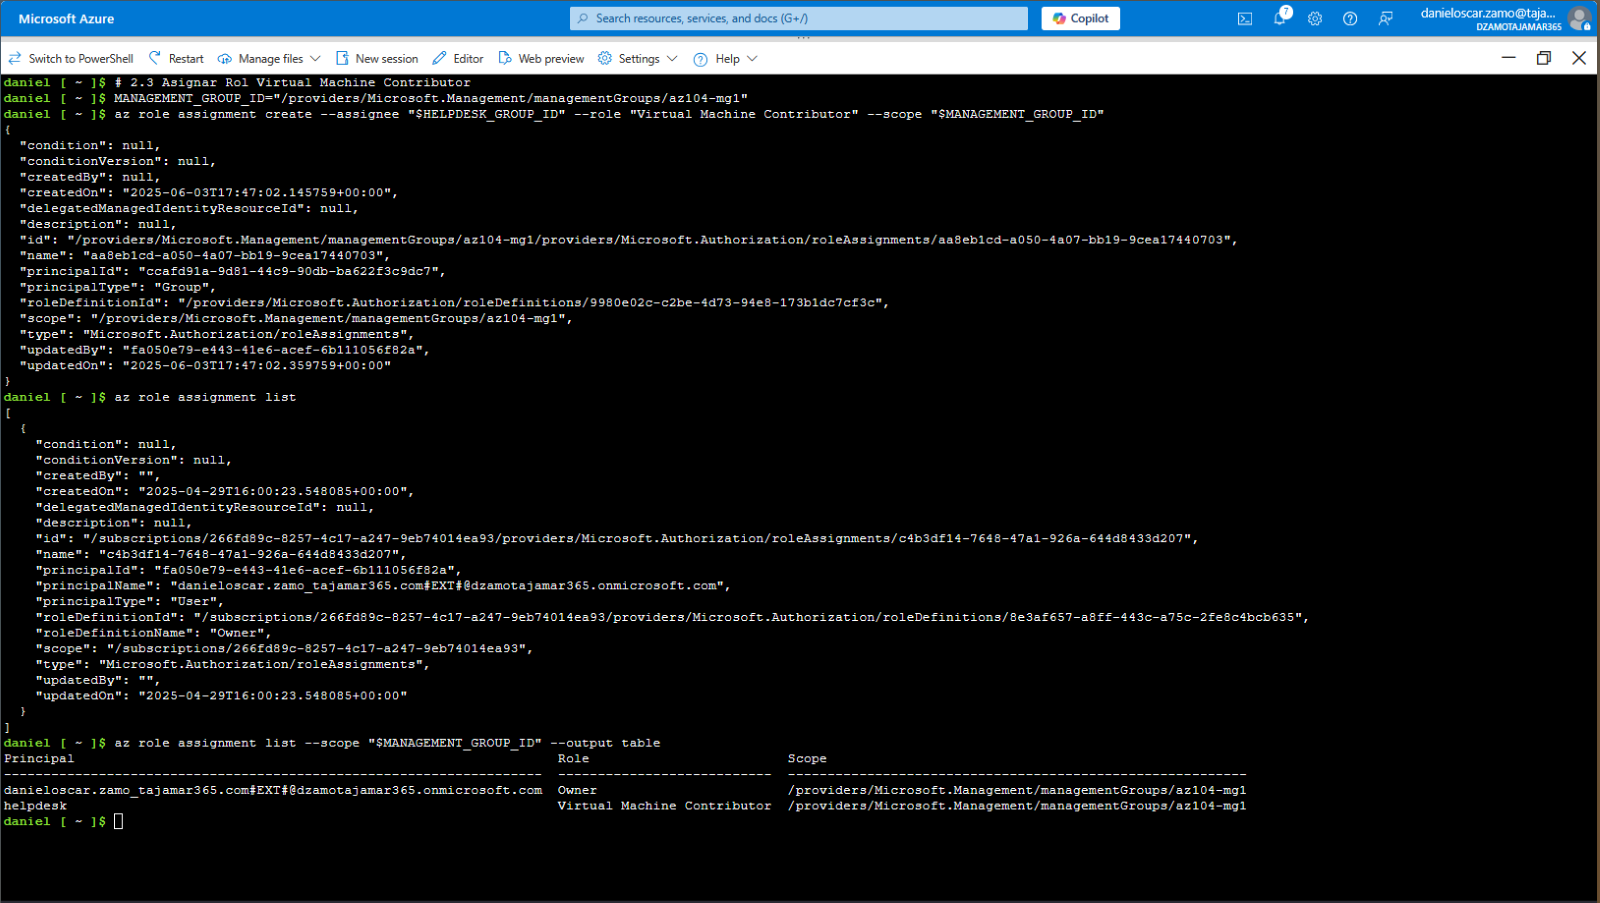 Microsoft Azure
Search resources, services, and docs (G+/)
Copilot
7
danieloscar.zamo@taja...
DZAMOTAJAMAR365
Switch to PowerShell Restart Manage files New session Editor Web preview Settings Help
daniel [ ~ ]$ # 2.3 Asignar Rol Virtual Machine Contributor
daniel [ ~ ]$ MANAGEMENT_GROUP_ID="/providers/Microsoft.Management/managementGroups/az104-mg1"
daniel [ ~ ]$ az role assignment create --assignee "$HELPDESK_GROUP_ID" --role "Virtual Machine Contributor" --scope "$MANAGEMENT_GROUP_ID"
{
  "condition": null,
  "conditionVersion": null,
  "createdBy": null,
  "createdOn": "2025-06-03T17:47:02.145759+00:00",
  "delegatedManagedIdentityResourceId": null,
  "description": null,
  "id": "/providers/Microsoft.Management/managementGroups/az104-mg1/providers/Microsoft.Authorization/roleAssignments/aa8eb1cd-a050-4a07-bb19-9cea17440703",
  "name": "aa8eb1cd-a050-4a07-bb19-9cea17440703",
  "principalId": "ccafd91a-9d81-44c9-90db-ba622f3c9dc7",
  "principalType": "Group",
  "roleDefinitionId": "/providers/Microsoft.Authorization/roleDefinitions/9980e02c-c2be-4d73-94e8-173b1dc7cf3c",
  "scope": "/providers/Microsoft.Management/managementGroups/az104-mg1",
  "type": "Microsoft.Authorization/roleAssignments",
  "updatedBy": "fa050e79-e443-41e6-acef-6b111056f82a",
  "updatedOn": "2025-06-03T17:47:02.359759+00:00"
}
daniel [ ~ ]$ az role assignment list
[
  {
    "condition": null,
    "conditionVersion": null,
    "createdBy": "",
    "createdOn": "2025-04-29T16:00:23.548085+00:00",
    "delegatedManagedIdentityResourceId": null,
    "description": null,
    "id": "/subscriptions/266fd89c-8257-4c17-a247-9eb74014ea93/providers/Microsoft.Authorization/roleAssignments/c4b3df14-7648-47a1-926a-644d8433d207",
    "name": "c4b3df14-7648-47a1-926a-644d8433d207",
    "principalId": "fa050e79-e443-41e6-acef-6b111056f82a",
    "principalName": "danieloscar.zamo_tajamar365.com#EXT#@dzamotajamar365.onmicrosoft.com",
    "principalType": "User",
    "roleDefinitionId": "/subscriptions/266fd89c-8257-4c17-a247-9eb74014ea93/providers/Microsoft.Authorization/roleDefinitions/8e3af657-a8ff-443c-a75c-2fe8c4bcb635",
    "roleDefinitionName": "Owner",
    "scope": "/subscriptions/266fd89c-8257-4c17-a247-9eb74014ea93",
    "type": "Microsoft.Authorization/roleAssignments",
    "updatedBy": "",
    "updatedOn": "2025-04-29T16:00:23.548085+00:00"
  }
]
daniel [ ~ ]$ az role assignment list --scope "$MANAGEMENT_GROUP_ID" --output table
Principal Role Scope
-------------------------------------------------------------------- --------------------------- ----------------------------------------------------------
danieloscar.zamo_tajamar365.com#EXT#@dzamotajamar365.onmicrosoft.com Owner /providers/Microsoft.Management/managementGroups/az104-mg1
helpdesk Virtual Machine Contributor /providers/Microsoft.Management/managementGroups/az104-mg1
daniel [ ~ ]$